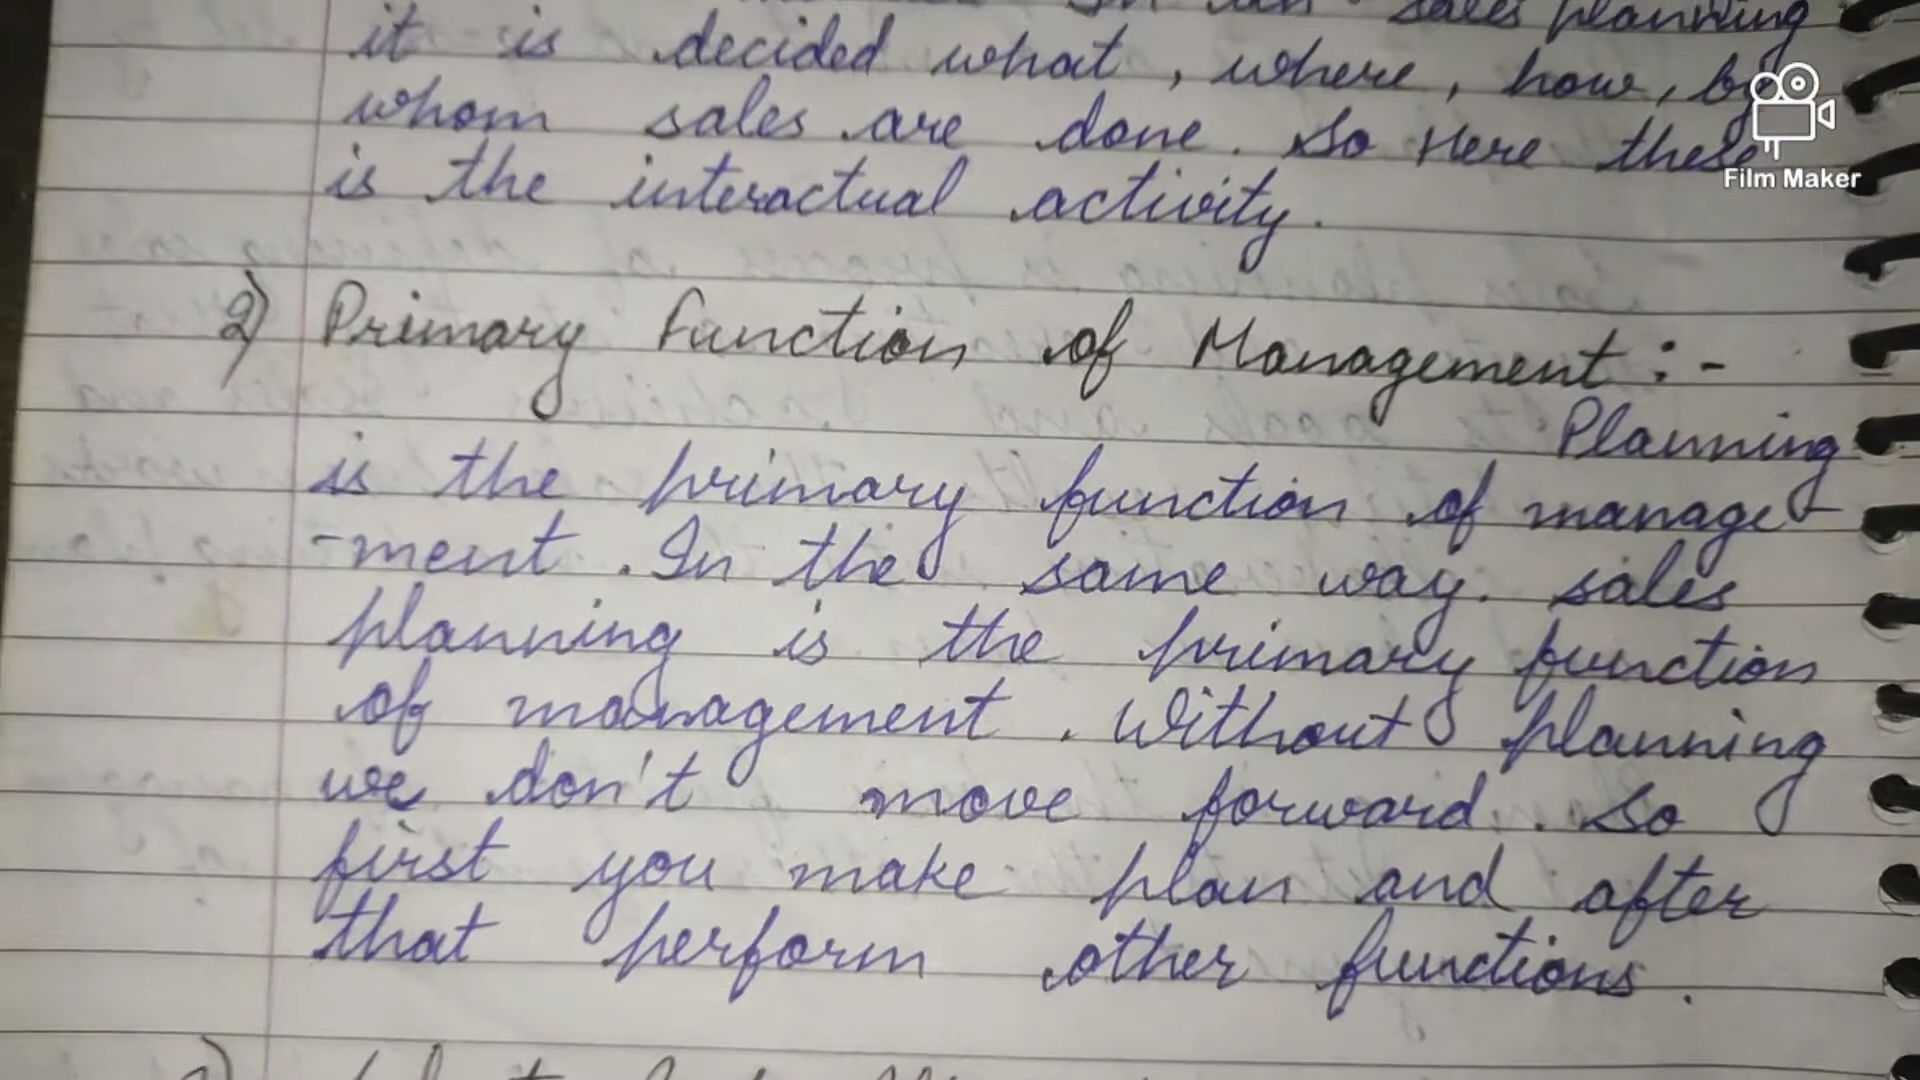 sales planning
it is decided what, where, how, by
whom sales are done. So Here these
is the interactual activity.
2) Primary Function of Management :-
Planning
is the primary function of manage-
-ment. In the same way. sales
planning is the primary function
of management. Without planning
we don't move forward. So
first you make plan and after
that perform other functions.
Film Maker